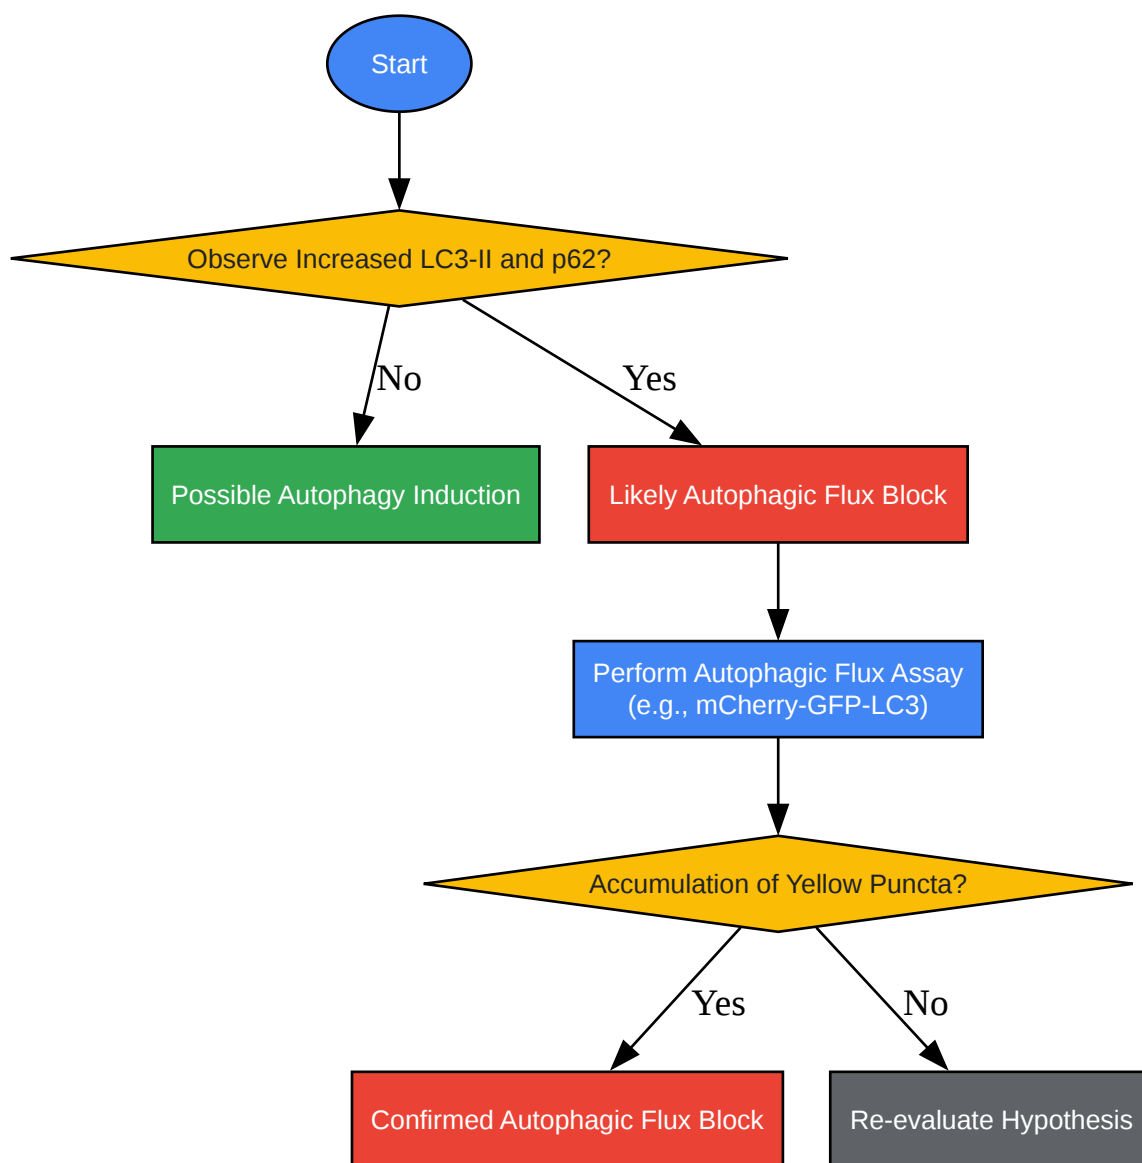 Start
Observe Increased LC3-II and p62?
No
Yes
Possible Autophagy Induction
Likely Autophagic Flux Block
Perform Autophagic Flux Assay
(e.g., mCherry-GFP-LC3)
Accumulation of Yellow Puncta?
Yes
No
Confirmed Autophagic Flux Block
Re-evaluate Hypothesis